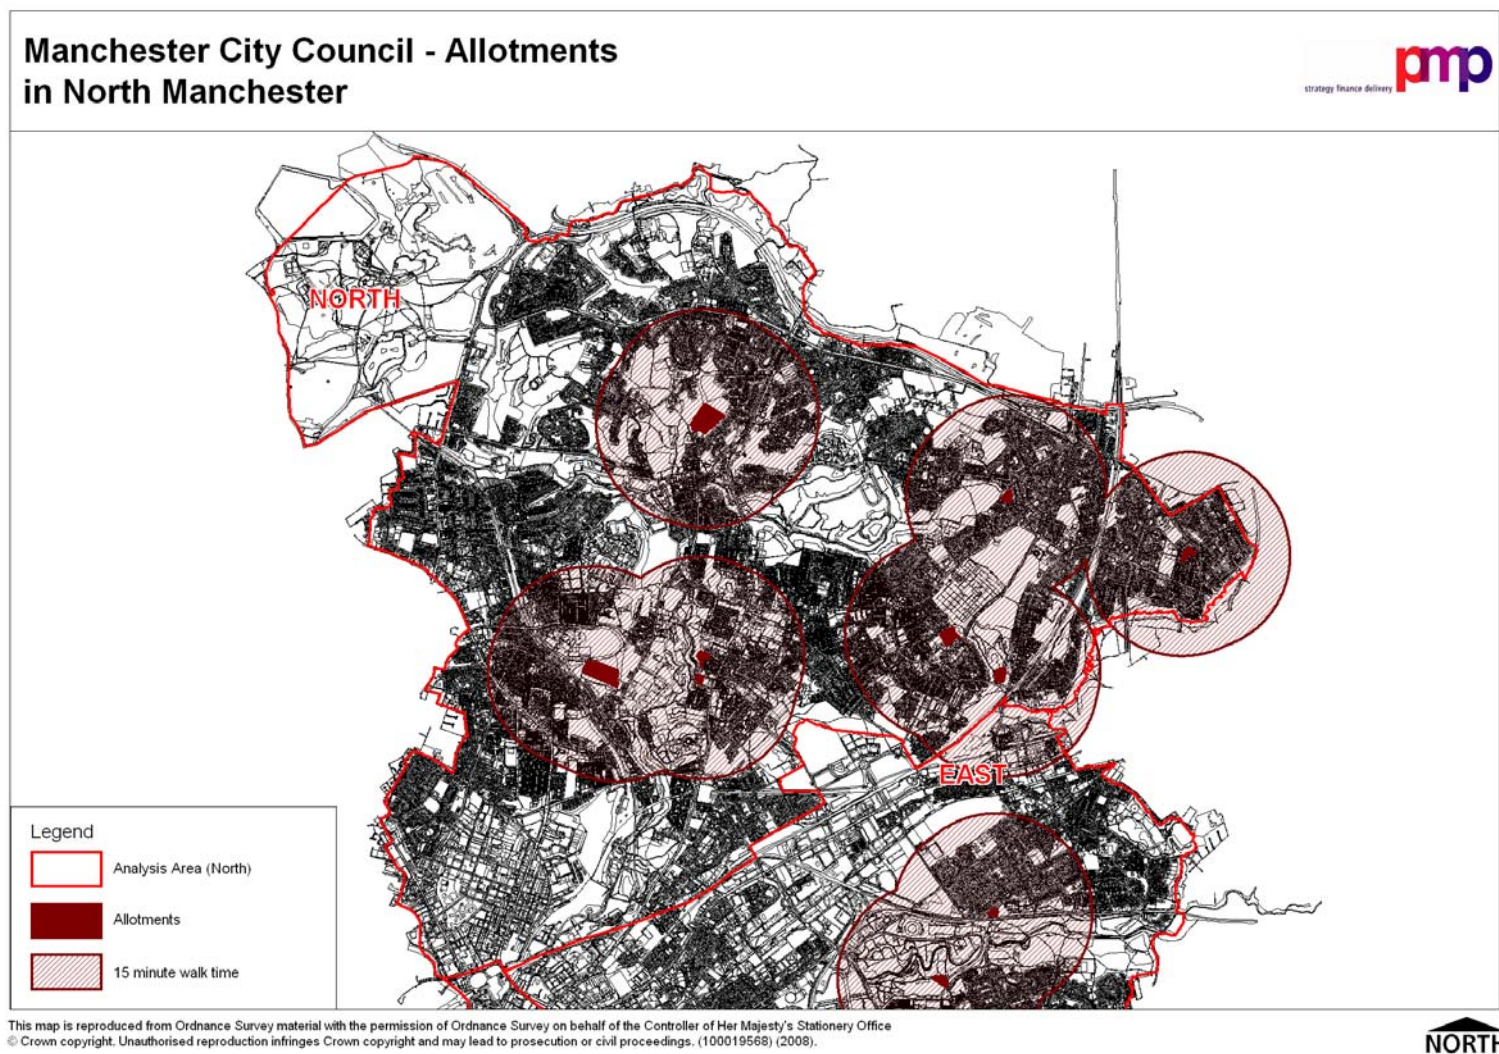 Manchester City Council - Allotments
in North Manchester
strategy finance delivery pmp
NORTH
EAST
Legend
Analysis Area (North)
Allotments
15 minute walk time
This map is reproduced from Ordnance Survey material with the permission of Ordnance Survey on behalf of the Controller of Her Majesty's Stationery Office
© Crown copyright. Unauthorised reproduction infringes Crown copyright and may lead to prosecution or civil proceedings. (100019568) (2008).
NORTH